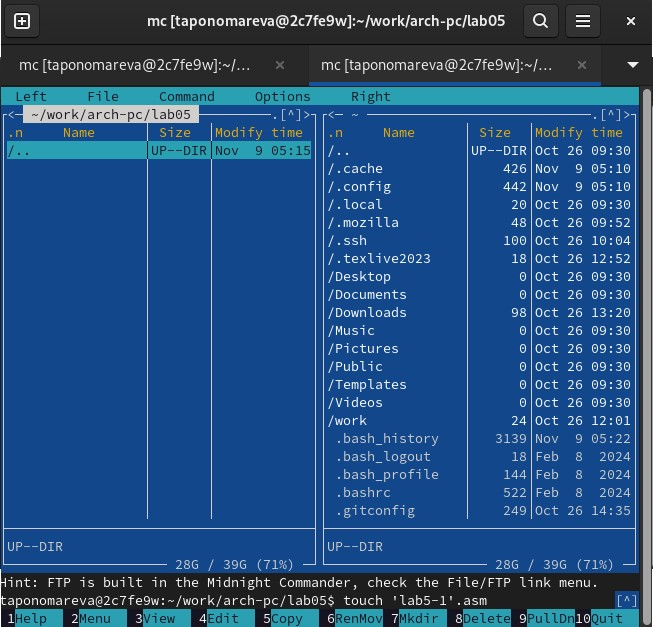 mc [taponomareva@2c7fe9w]:~/work/arch-pc/lab05
mc [taponomareva@2c7fe9w]:~/... × mc [taponomareva@2c7fe9w]:~/... ×
Left File Command Options Right
<─ ~/work/arch-pc/lab05 .[^]> <─ ~ .[^]>
.n Name Size Modify time .n Name Size Modify time
/.. UP--DIR Nov 9 05:15 /.. UP--DIR Oct 26 09:30
/.cache 426 Nov 9 05:10
/.config 442 Nov 9 05:10
/.local 20 Oct 26 09:30
/.mozilla 48 Oct 26 09:52
/.ssh 100 Oct 26 10:04
/.texlive2023 18 Oct 26 12:52
/Desktop 0 Oct 26 09:30
/Documents 0 Oct 26 09:30
/Downloads 98 Oct 26 13:20
/Music 0 Oct 26 09:30
/Pictures 0 Oct 26 09:30
/Public 0 Oct 26 09:30
/Templates 0 Oct 26 09:30
/Videos 0 Oct 26 09:30
/work 24 Oct 26 12:01
.bash_history 3139 Nov 9 05:22
.bash_logout 18 Feb 8 2024
.bash_profile 144 Feb 8 2024
.bashrc 522 Feb 8 2024
.gitconfig 249 Oct 26 14:35
UP--DIR UP--DIR
28G / 39G (71%) 28G / 39G (71%)
Hint: FTP is built in the Midnight Commander, check the File/FTP link menu.
taponomareva@2c7fe9w:~/work/arch-pc/lab05$ touch 'lab5-1'.asm [^]
1Help 2Menu 3View 4Edit 5Copy 6RenMov 7Mkdir 8Delete 9PullDn 10Quit